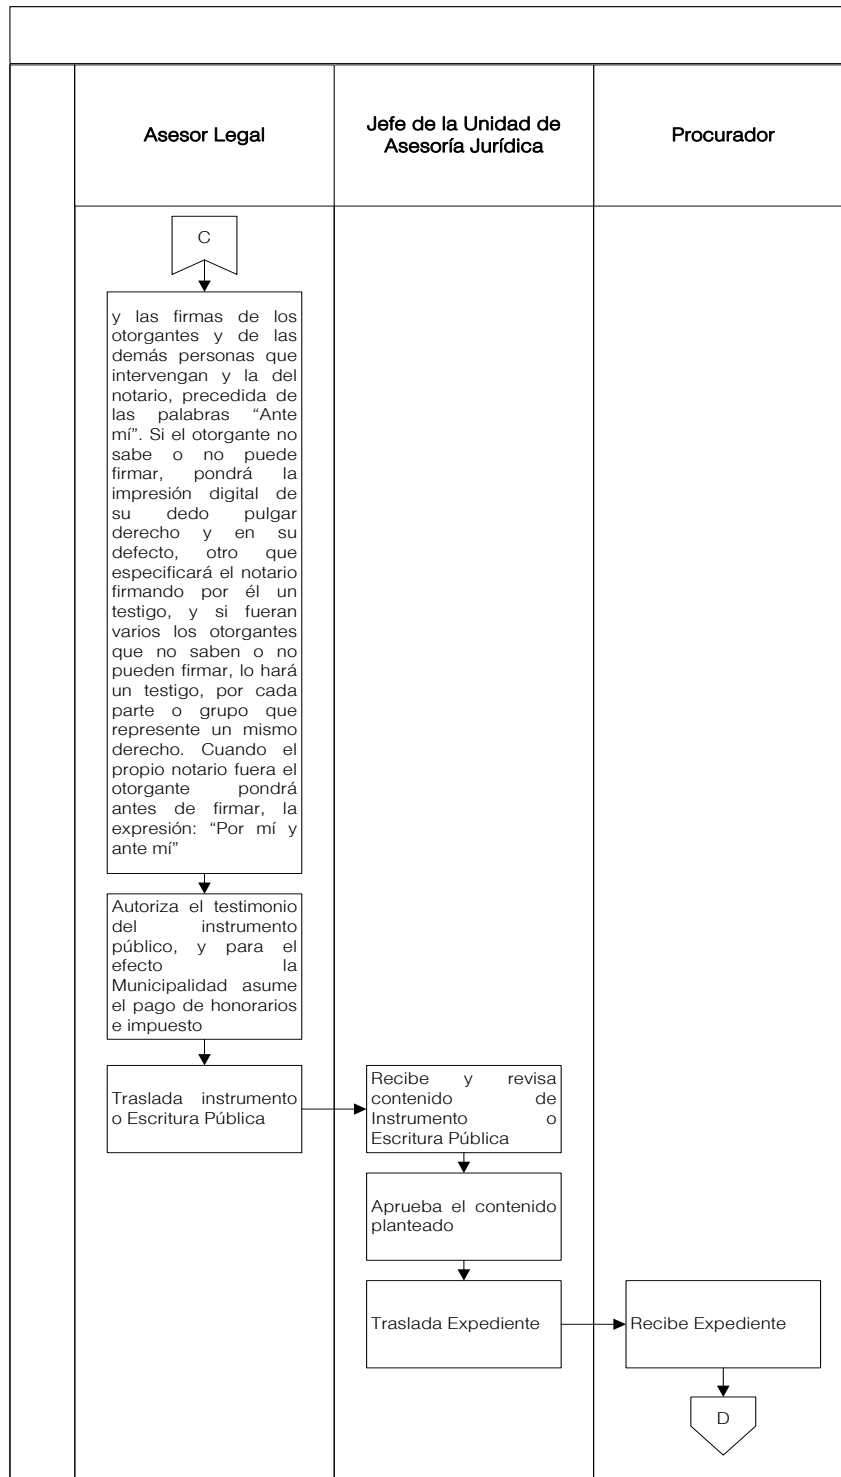 Asesor Legal
Jefe de la Unidad de
Asesoría Jurídica
Procurador
C
y las firmas de los
otorgantes y de las
demás personas que
intervengan y la del
notario, precedida de
las palabras “Ante
mí”. Si el otorgante no
sabe o no puede
firmar, pondrá la
impresión digital de
su dedo pulgar
derecho y en su
defecto, otro que
especificará el notario
firmando por él un
testigo, y si fueran
varios los otorgantes
que no saben o no
pueden firmar, lo hará
un testigo, por cada
parte o grupo que
represente un mismo
derecho. Cuando el
propio notario fuera el
otorgante pondrá
antes de firmar, la
expresión: “Por mí y
ante mí”
Autoriza el testimonio
del instrumento
público, y para el
efecto la
Municipalidad asume
el pago de honorarios
e impuesto
Traslada instrumento
o Escritura Pública
Recibe y revisa
contenido de
Instrumento o
Escritura Pública
Aprueba el contenido
planteado
Traslada Expediente
Recibe Expediente
D